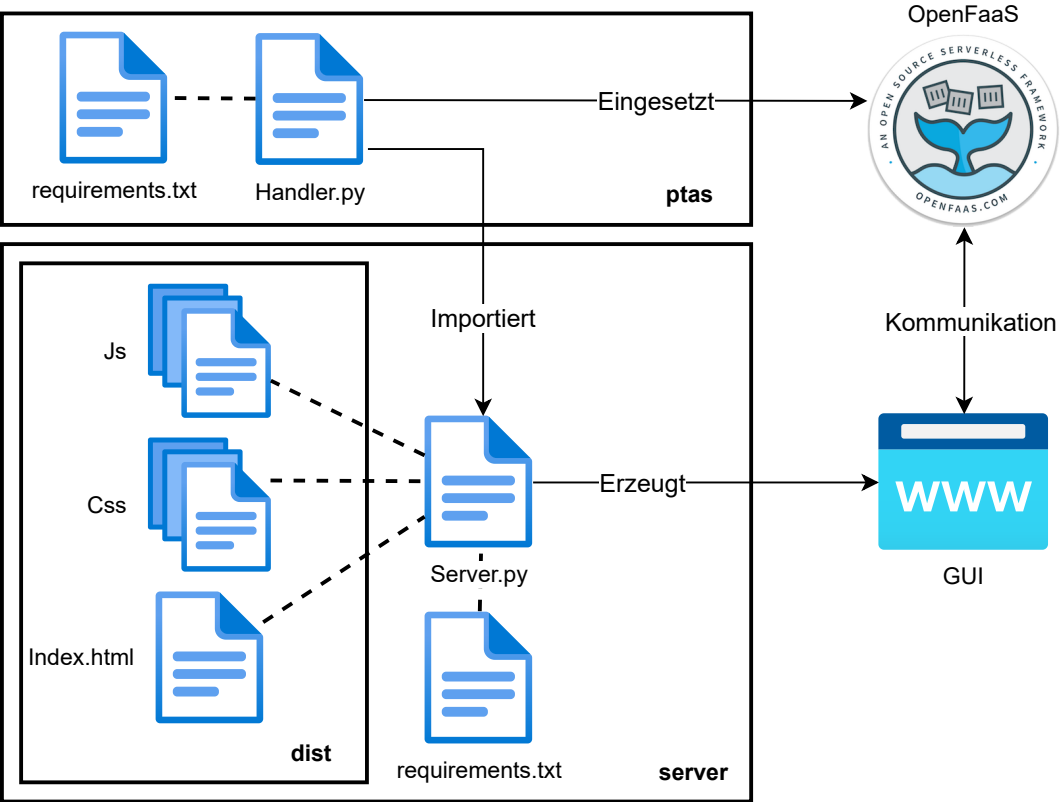 OpenFaaS
AN OPEN SOURCE SERVERLESS FRAMEWORK
OPENFAAS.COM
Eingesetzt
requirements.txt
Handler.py
ptas
Importiert
Kommunikation
Js
Css
Erzeugt
www
GUI
Server.py
Index.html
dist
requirements.txt
server